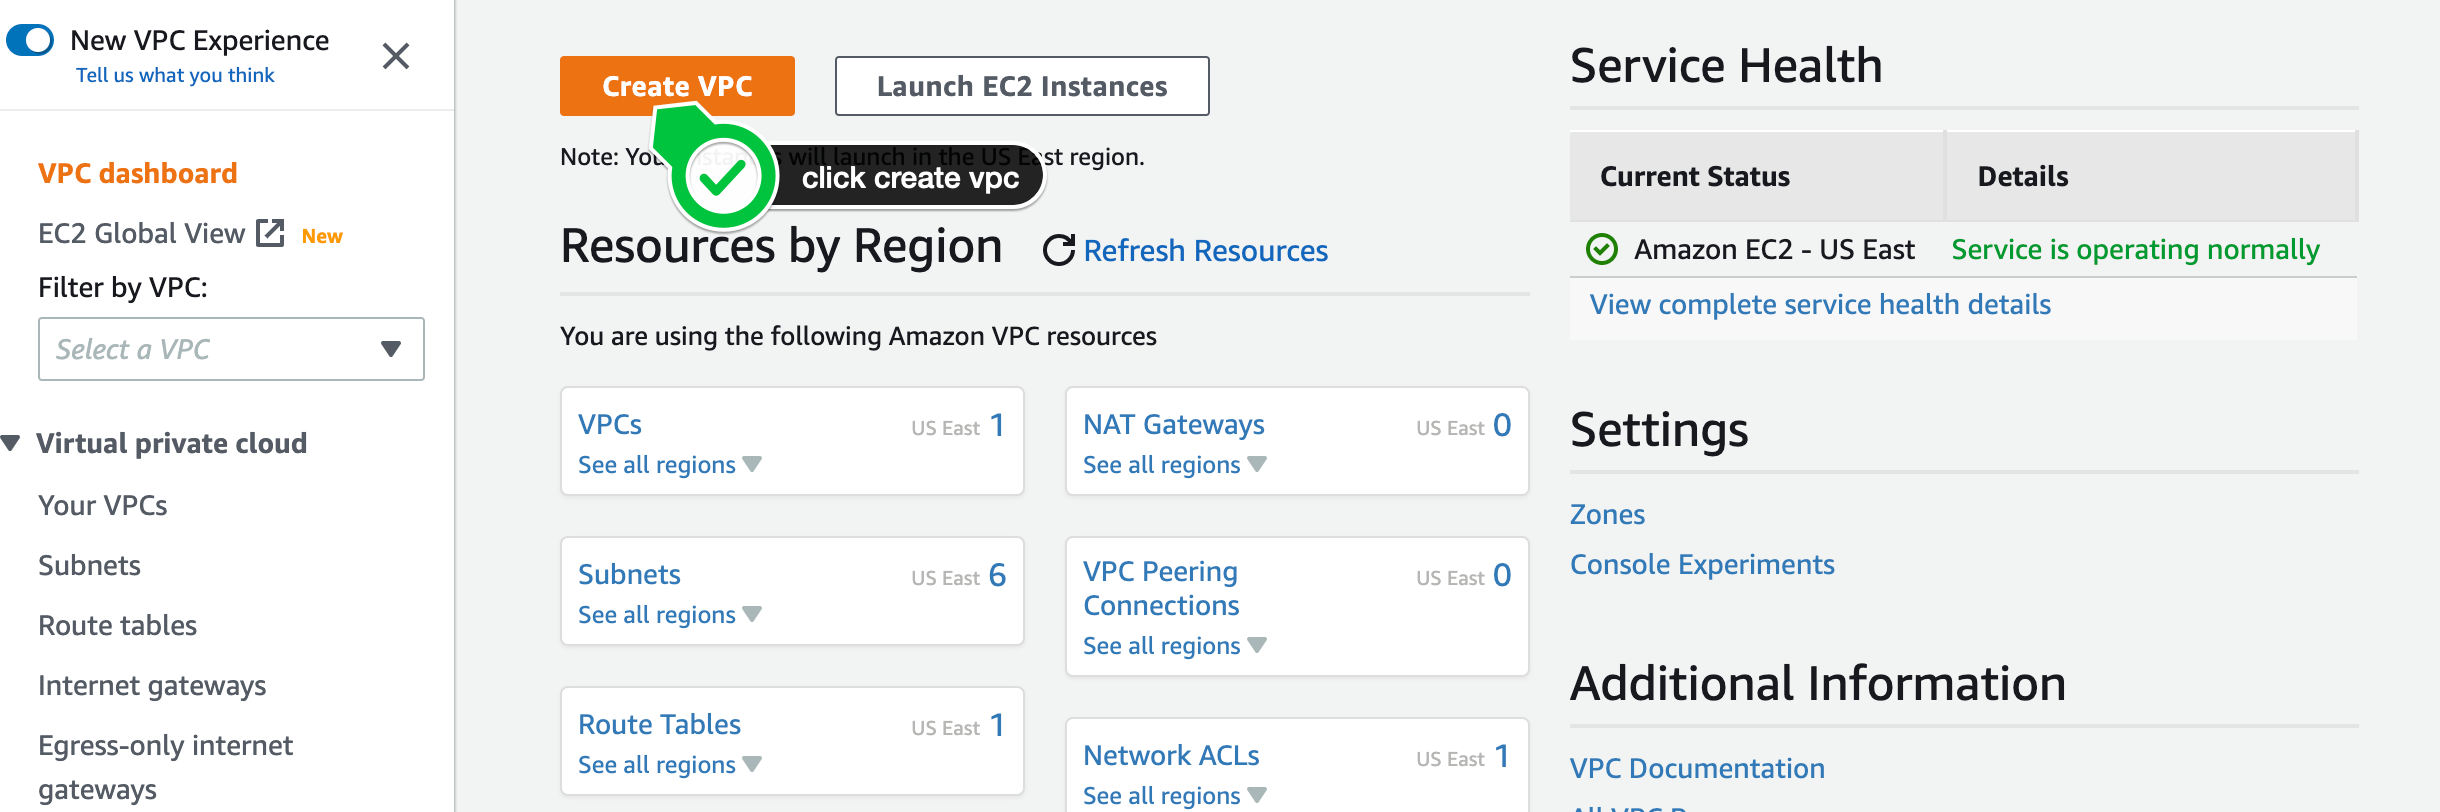 New VPC Experience
Tell us what you think
VPC dashboard
EC2 Global View New
Filter by VPC:
Select a VPC
Virtual private cloud
Your VPCs
Subnets
Route tables
Internet gateways
Egress-only internet
gateways
Create VPC
Launch EC2 Instances
click create vpc
Note: will launch in the US East region.
Resources by Region
Refresh Resources
You are using the following Amazon VPC resources
VPCs US East 1
See all regions
NAT Gateways US East 0
See all regions
Subnets US East 6
See all regions
VPC Peering
Connections US East 0
See all regions
Route Tables US East 1
See all regions
Network ACLs US East 1
See all regions
Service Health
Current Status Details
Amazon EC2 - US East Service is operating normally
View complete service health details
Settings
Zones
Console Experiments
Additional Information
VPC Documentation
All VPC